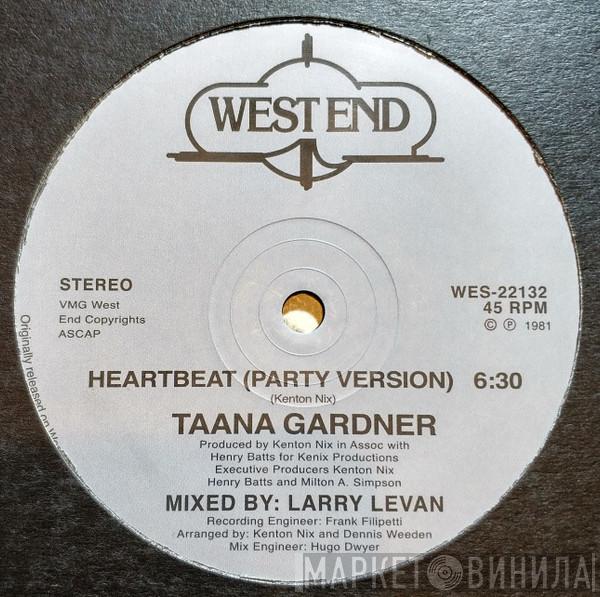 WEST END
STEREO
VMG West
End Copyrights
ASCAP
WES-22132
45 RPM
© ℗ 1981
Originally released on
HEARTBEAT (PARTY VERSION) 6:30
(Kenton Nix)
TAANA GARDNER
Produced by Kenton Nix in Assoc with
Henry Batts for Kenix Productions
Executive Producers Kenton Nix
Henry Batts and Milton A. Simpson
MIXED BY: LARRY LEVAN
Recording Engineer: Frank Filipetti
Arranged by: Kenton Nix and Dennis Weeden
Mix Engineer: Hugo Dwyer
МАРКЕТ ВИНИЛА